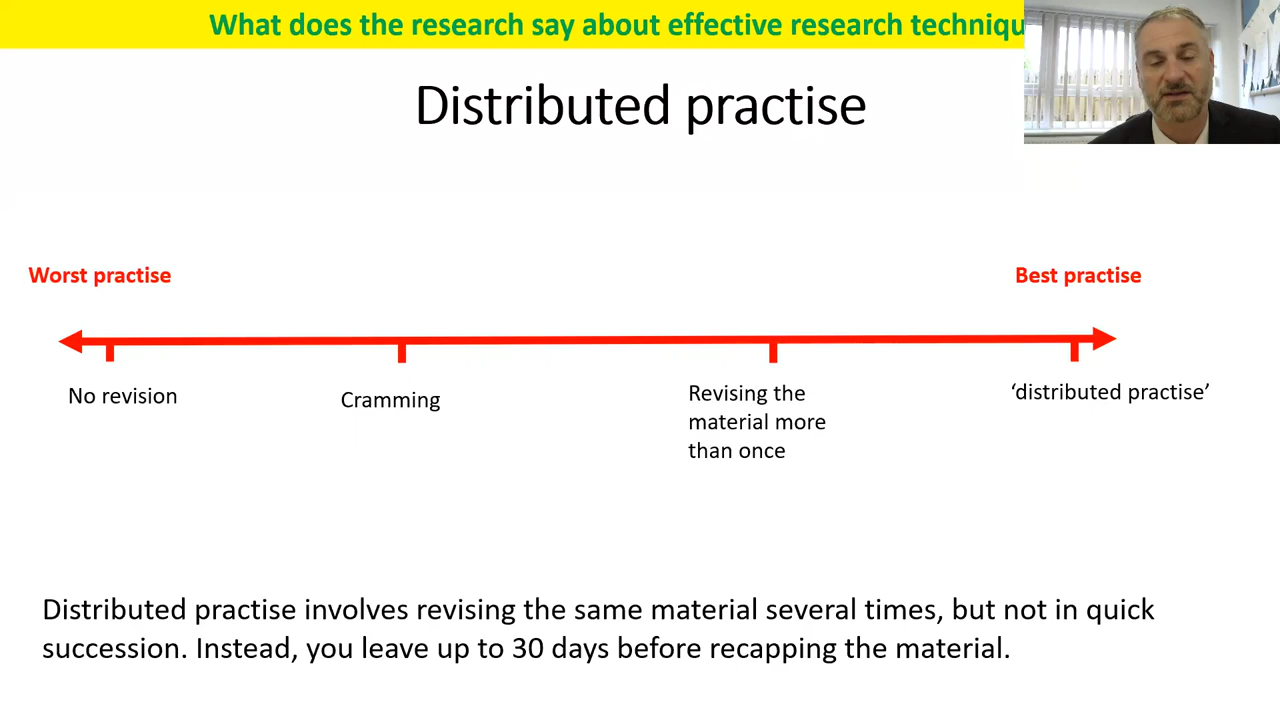 What does the research say about effective research
Distributed practise
Worst practise
Best practise
No revision
Cramming
Revising the
material more
than once
‘distributed practise’
Distributed practise involves revising the same material several times, but not in quick
succession. Instead, you leave up to 30 days before recapping the material.